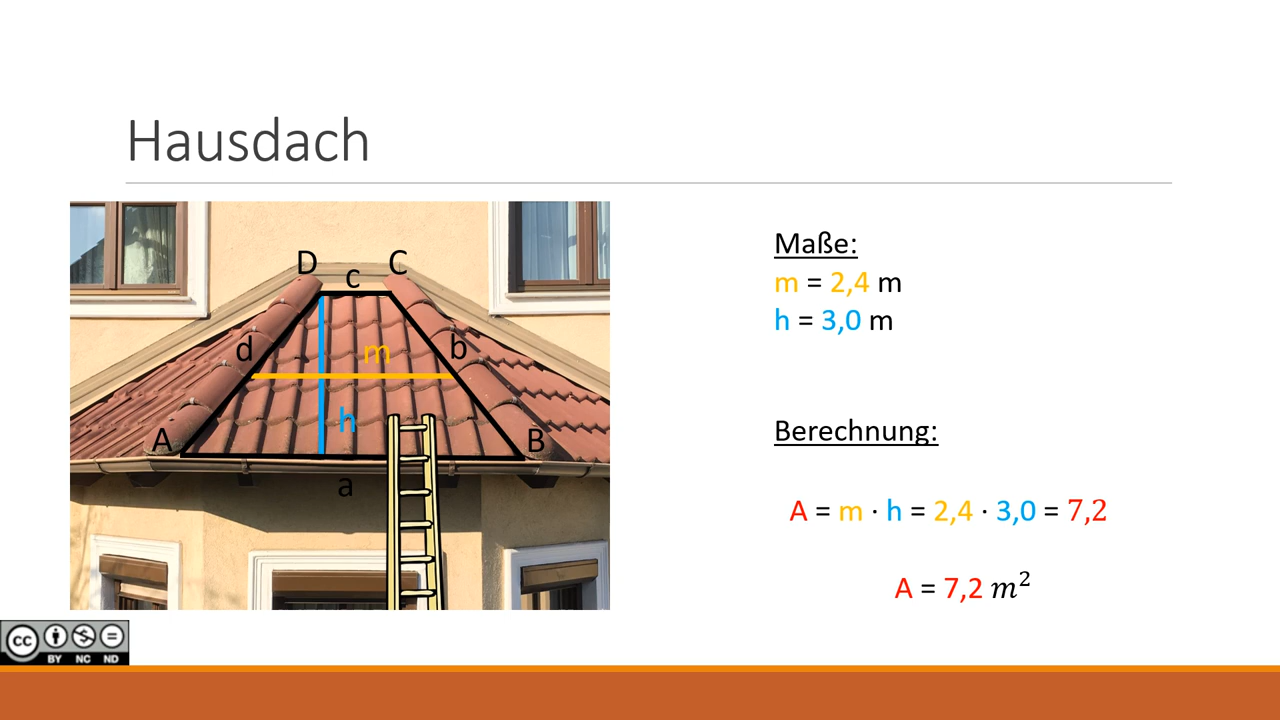 Hausdach
D
C
c
d
m
b
h
A
B
a
Maße:
m = 2,4 m
h = 3,0 m
Berechnung:
A = m · h = 2,4 · 3,0 = 7,2
A = 7,2 m²
cc
BY NC ND